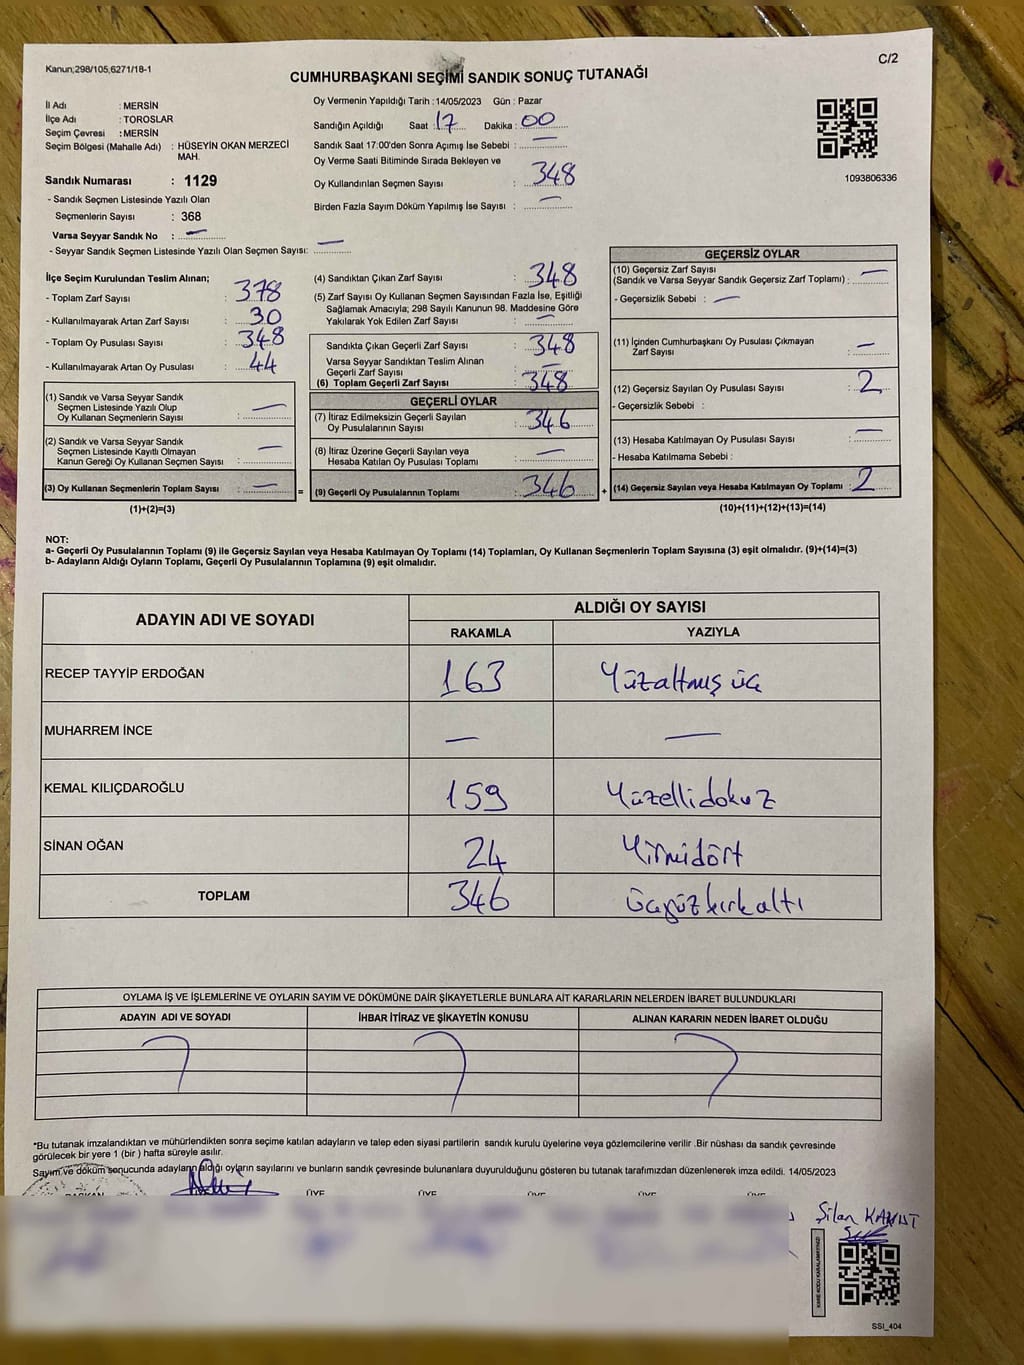 Kanun;298/105;6271/18-1
C/2
CUMHURBAŞKANI SEÇİMİ SANDIK SONUÇ TUTANAĞI
İl Adı : MERSİN
İlçe Adı : TOROSLAR
Seçim Çevresi : MERSİN
Seçim Bölgesi (Mahalle Adı) : HÜSEYİN OKAN MERZECİ
MAH.
Sandık Numarası : 1129
- Sandık Seçmen Listesinde Yazılı Olan
Seçmenlerin Sayısı : 368
Varsa Seyyar Sandık No : —
- Seyyar Sandık Seçmen Listesinde Yazılı Olan Seçmen Sayısı: —
Oy Vermenin Yapıldığı Tarih : 14/05/2023 Gün : Pazar
Sandığın Açıldığı Saat : 17 Dakika : 00
Sandık Saat 17:00'den Sonra Açımış İse Sebebi : —
Oy Verme Saati Bitiminde Sırada Bekleyen ve
Oy Kullandırılan Seçmen Sayısı : 348
Birden Fazla Sayım Döküm Yapılmış İse Sayısı : —
1093806336
İlçe Seçim Kurulundan Teslim Alınan;
- Toplam Zarf Sayısı : 378
- Kullanılmayarak Artan Zarf Sayısı : 30
- Toplam Oy Pusulası Sayısı : 348
- Kullanılmayarak Artan Oy Pusulası : 44
(1) Sandık ve Varsa Seyyar Sandık
Seçmen Listesinde Yazılı Olup
Oy Kullanan Seçmenlerin Sayısı : —
(2) Sandık ve Varsa Seyyar Sandık
Seçmen Listesinde Kayıtlı Olmayan
Kanun Gereği Oy Kullanan Seçmen Sayısı : —
(3) Oy Kullanan Seçmenlerin Toplam Sayısı : —
(1)+(2)=(3)
(4) Sandıktan Çıkan Zarf Sayısı : 348
(5) Zarf Sayısı Oy Kullanan Seçmen Sayısından Fazla İse, Eşitliği
Sağlamak Amacıyla; 298 Sayılı Kanunun 98. Maddesine Göre
Yakılarak Yok Edilen Zarf Sayısı : —
Sandıkta Çıkan Geçerli Zarf Sayısı : 348
Varsa Seyyar Sandıktan Teslim Alınan
Geçerli Zarf Sayısı : —
(6) Toplam Geçerli Zarf Sayısı : 348
GEÇERLİ OYLAR
(7) İtiraz Edilmeksizin Geçerli Sayılan
Oy Pusulalarının Sayısı : 346
(8) İtiraz Üzerine Geçerli Sayılan veya
Hesaba Katılan Oy Pusulası Toplamı : —
= (9) Geçerli Oy Pusulalarının Toplamı : 346 +
GEÇERSİZ OYLAR
(10) Geçersiz Zarf Sayısı
(Sandık ve Varsa Seyyar Sandık Geçersiz Zarf Toplamı) : —
- Geçersizlik Sebebi : —
(11) İçinden Cumhurbaşkanı Oy Pusulası Çıkmayan
Zarf Sayısı : —
(12) Geçersiz Sayılan Oy Pusulası Sayısı : 2
- Geçersizlik Sebebi :
(13) Hesaba Katılmayan Oy Pusulası Sayısı : —
- Hesaba Katılmama Sebebi :
(14) Geçersiz Sayılan veya Hesaba Katılmayan Oy Toplamı : 2
(10)+(11)+(12)+(13)=(14)
NOT:
a- Geçerli Oy Pusulalarının Toplamı (9) ile Geçersiz Sayılan veya Hesaba Katılmayan Oy Toplamı (14) Toplamları, Oy Kullanan Seçmenlerin Toplam Sayısına (3) eşit olmalıdır. (9)+(14)=(3)
b- Adayların Aldığı Oyların Toplamı, Geçerli Oy Pusulalarının Toplamına (9) eşit olmalıdır.
ADAYIN ADI VE SOYADI ALDIĞI OY SAYISI
RAKAMLA YAZIYLA
RECEP TAYYİP ERDOĞAN 163 Yüzaltmış üç
MUHARREM İNCE — —
KEMAL KILIÇDAROĞLU 159 Yüzellidokuz
SİNAN OĞAN 24 Yirmidört
TOPLAM 346 üçyüzkırkaltı
OYLAMA İŞ VE İŞLEMLERİNE VE OYLARIN SAYIM VE DÖKÜMÜNE DAİR ŞİKAYETLERLE BUNLARA AİT KARARLARIN NELERDEN İBARET BULUNDUKLARI
ADAYIN ADI VE SOYADI İHBAR İTİRAZ VE ŞİKAYETİN KONUSU ALINAN KARARIN NEDEN İBARET OLDUĞU
*Bu tutanak imzalandıktan ve mühürlendikten sonra seçime katılan adayların ve talep eden siyasi partilerin sandık kurulu üyelerine veya gözlemcilerine verilir .Bir nüshası da sandık çevresinde
görülecek bir yere 1 (bir ) hafta süreyle asılır.
Sayım ve döküm sonucunda adayların aldığı oyların sayılarını ve bunların sandık çevresinde bulunanlara duyurulduğunu gösteren bu tutanak tarafımızdan düzenlenerek imza edildi. 14/05/2023
BAŞKAN ÜYE ÜYE ÜYE ÜYE ÜYE
Şilan
KARE KODU KARALAMAYINIZ!
SSI_404